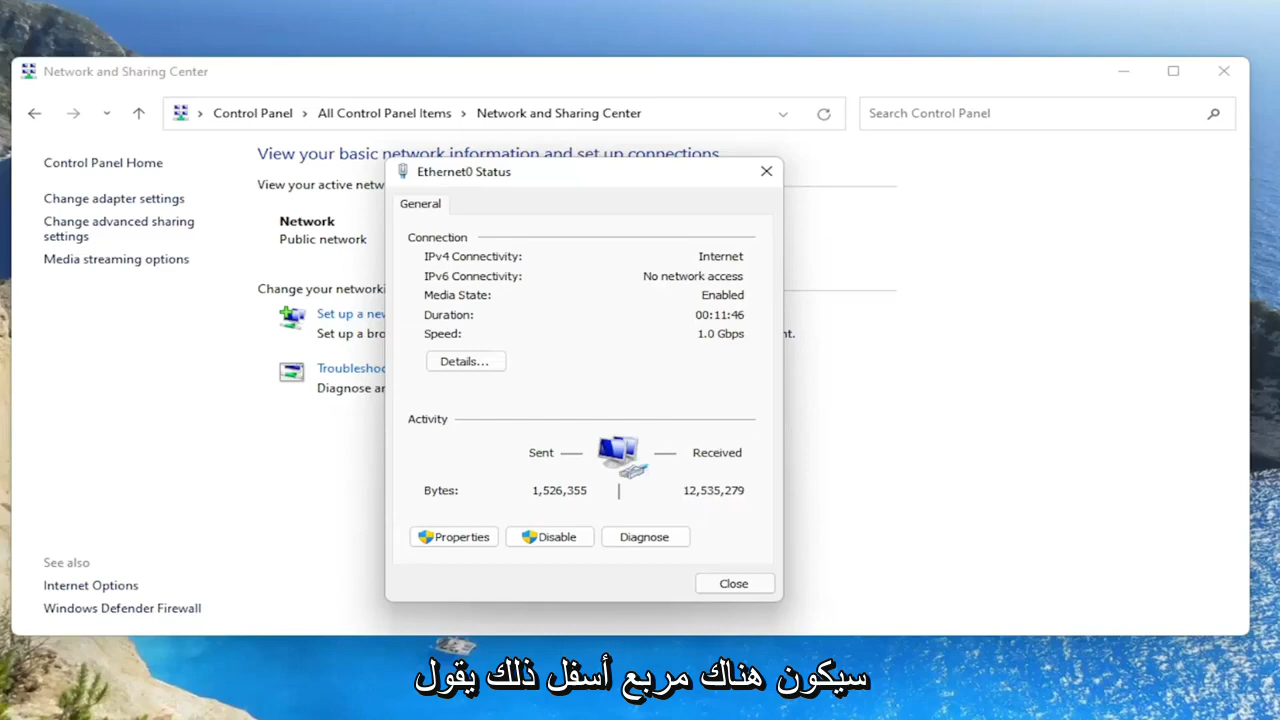 Network and Sharing Center
Control Panel > All Control Panel Items > Network and Sharing Center
Search Control Panel
Control Panel Home
Change adapter settings
Change advanced sharing
settings
Media streaming options
See also
Internet Options
Windows Defender Firewall
View your basic network information and set up connections
View your active netw
Network
Public network
Change your networki
Set up a new
Set up a bro
nt.
Troubleshoo
Diagnose an
Ethernet0 Status
General
Connection
IPv4 Connectivity: Internet
IPv6 Connectivity: No network access
Media State: Enabled
Duration: 00:11:46
Speed: 1.0 Gbps
Details...
Activity
Sent — — Received
Bytes: 1,526,355 | 12,535,279
Properties Disable Diagnose
Close
سيكون هناك مربع أسفل ذلك يقول